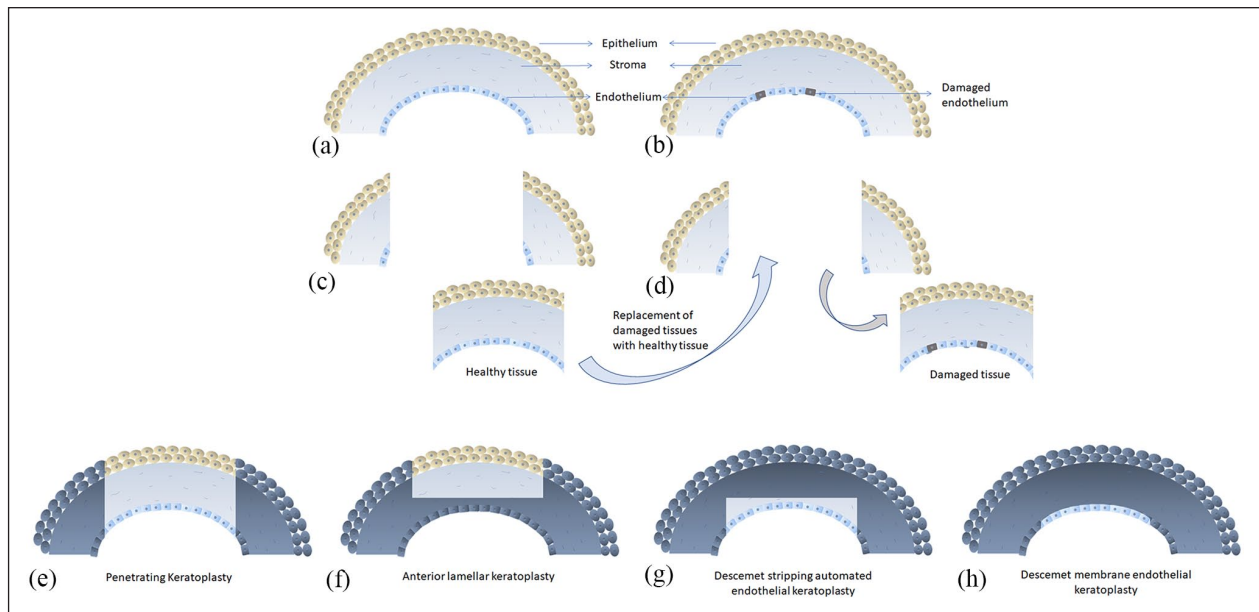 Epithelium
Stroma
Endothelium
Damaged
endothelium
(a)
(b)
(c)
(d)
Replacement of
damaged tissues
with healthy tissue
Healthy tissue
Damaged tissue
(e)
Penetrating Keratoplasty
(f)
Anterior lamellar keratoplasty
(g)
Descemet stripping automated
endothelial keratoplasty
(h)
Descemet membrane endothelial
keratoplasty